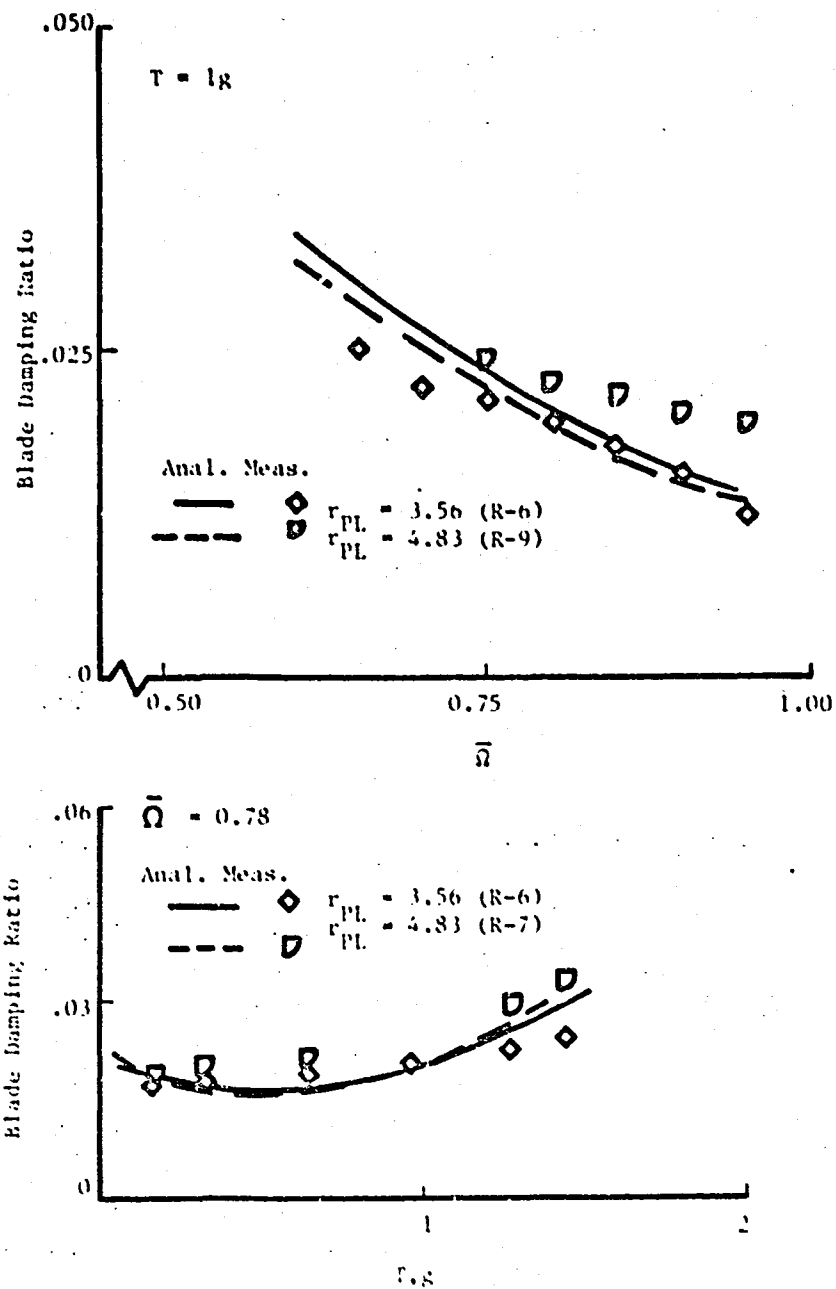 .050
T = 1g
Blade Damping Ratio
.025
Anal. Meas.
r_PL = 3.56 (R-6)
r_PL = 4.83 (R-9)
0
0.50 0.75 1.00
Ω̄
.06
Ω̄ = 0.78
Anal. Meas.
r_PL = 3.56 (R-6)
r_PL = 4.83 (R-7)
Blade Damping Ratio
.03
0
1 2
T,g